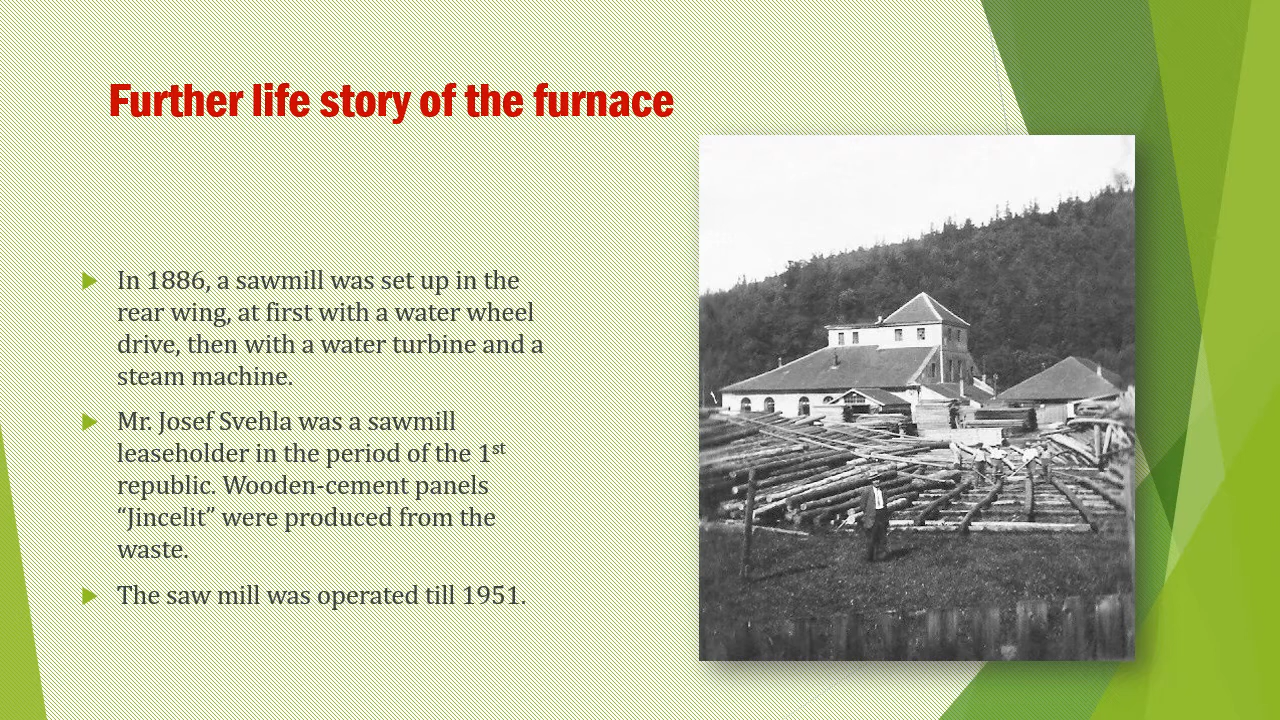 Further life story of the furnace
In 1886, a sawmill was set up in the
rear wing, at first with a water wheel
drive, then with a water turbine and a
steam machine.
Mr. Josef Svehla was a sawmill
leaseholder in the period of the 1st
republic. Wooden-cement panels
“Jincelit” were produced from the
waste.
The saw mill was operated till 1951.